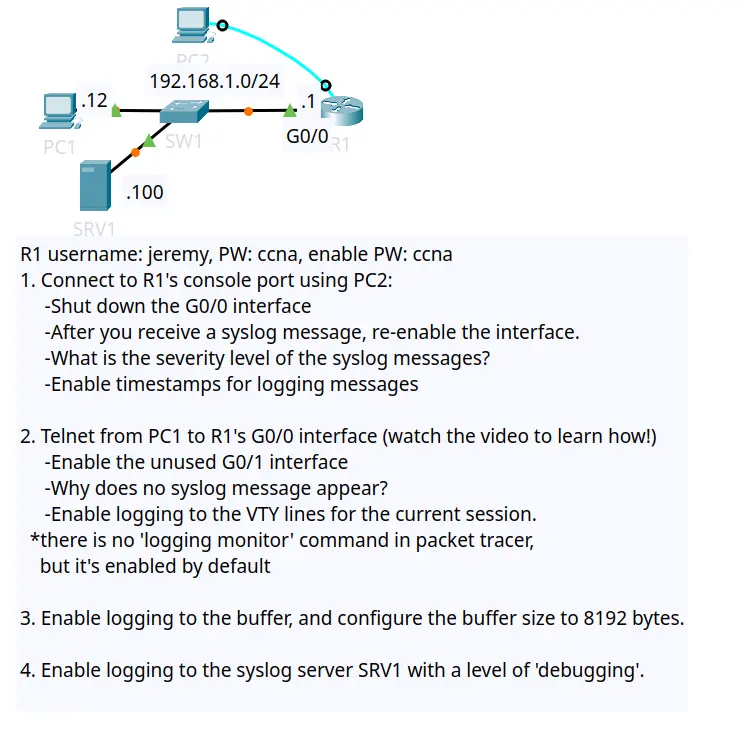 PC2
192.168.1.0/24
.12
.1
PC1
SW1
G0/0
R1
.100
SRV1
R1 username: jeremy, PW: ccna, enable PW: ccna
1. Connect to R1's console port using PC2:
-Shut down the G0/0 interface
-After you receive a syslog message, re-enable the interface.
-What is the severity level of the syslog messages?
-Enable timestamps for logging messages
2. Telnet from PC1 to R1's G0/0 interface (watch the video to learn how!)
-Enable the unused G0/1 interface
-Why does no syslog message appear?
-Enable logging to the VTY lines for the current session.
*there is no 'logging monitor' command in packet tracer,
but it's enabled by default
3. Enable logging to the buffer, and configure the buffer size to 8192 bytes.
4. Enable logging to the syslog server SRV1 with a level of 'debugging'.